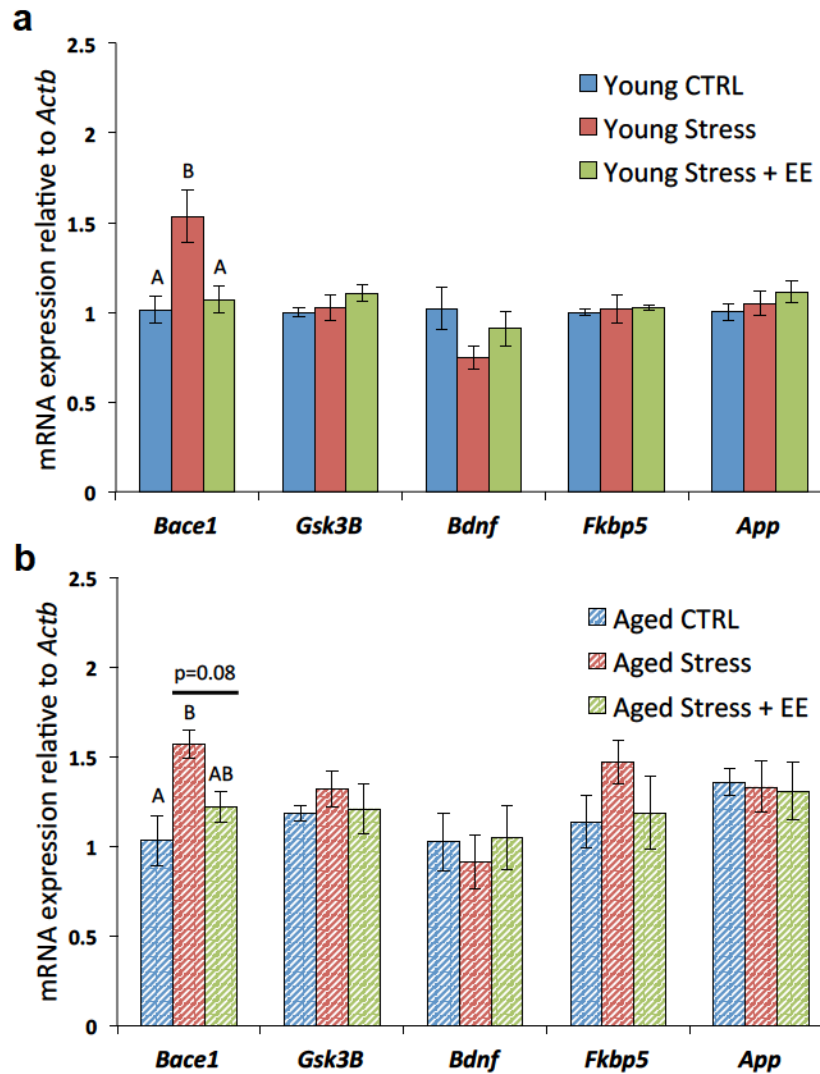 a
mRNA expression relative to Actb
2.5
2
1.5
1
0.5
0
Young CTRL
Young Stress
Young Stress + EE
A
B
A
Bace1 Gsk3B Bdnf Fkbp5 App
b
mRNA expression relative to Actb
2.5
2
1.5
1
0.5
0
Aged CTRL
Aged Stress
Aged Stress + EE
p=0.08
A
B
AB
Bace1 Gsk3B Bdnf Fkbp5 App